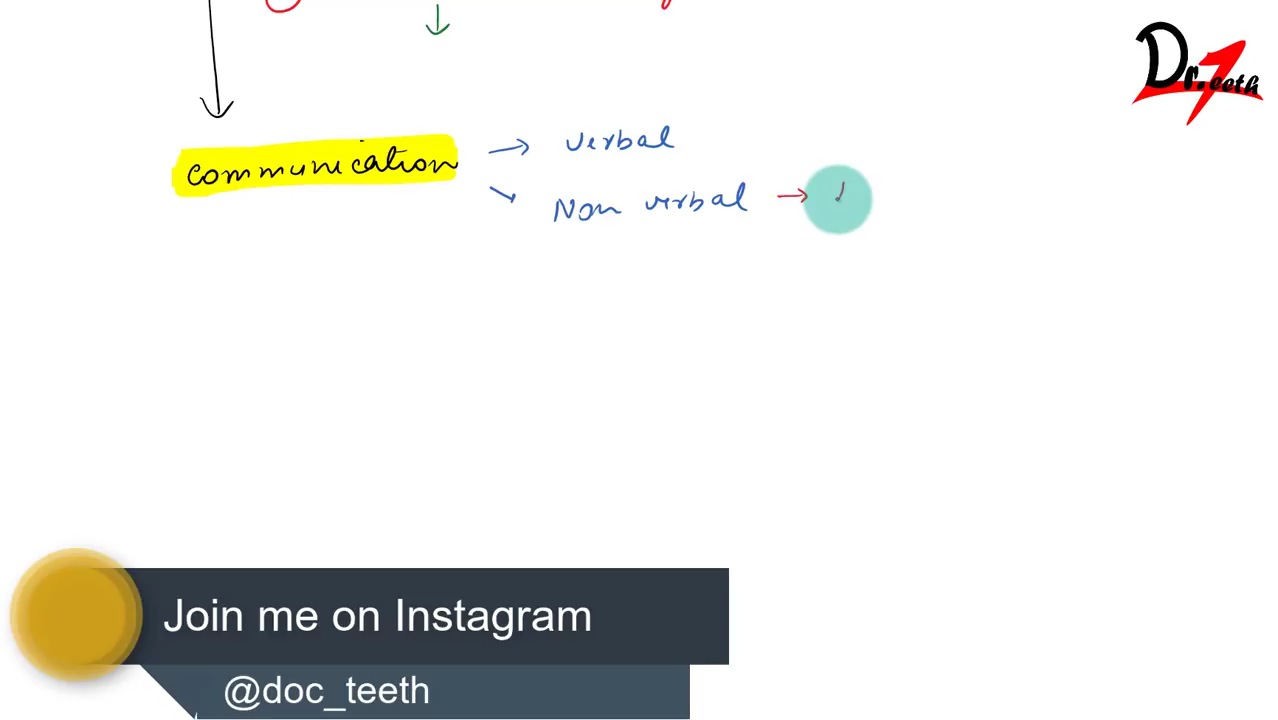 Dr. Teeth
communication → verbal
Non verbal →
Join me on Instagram
@doc_teeth